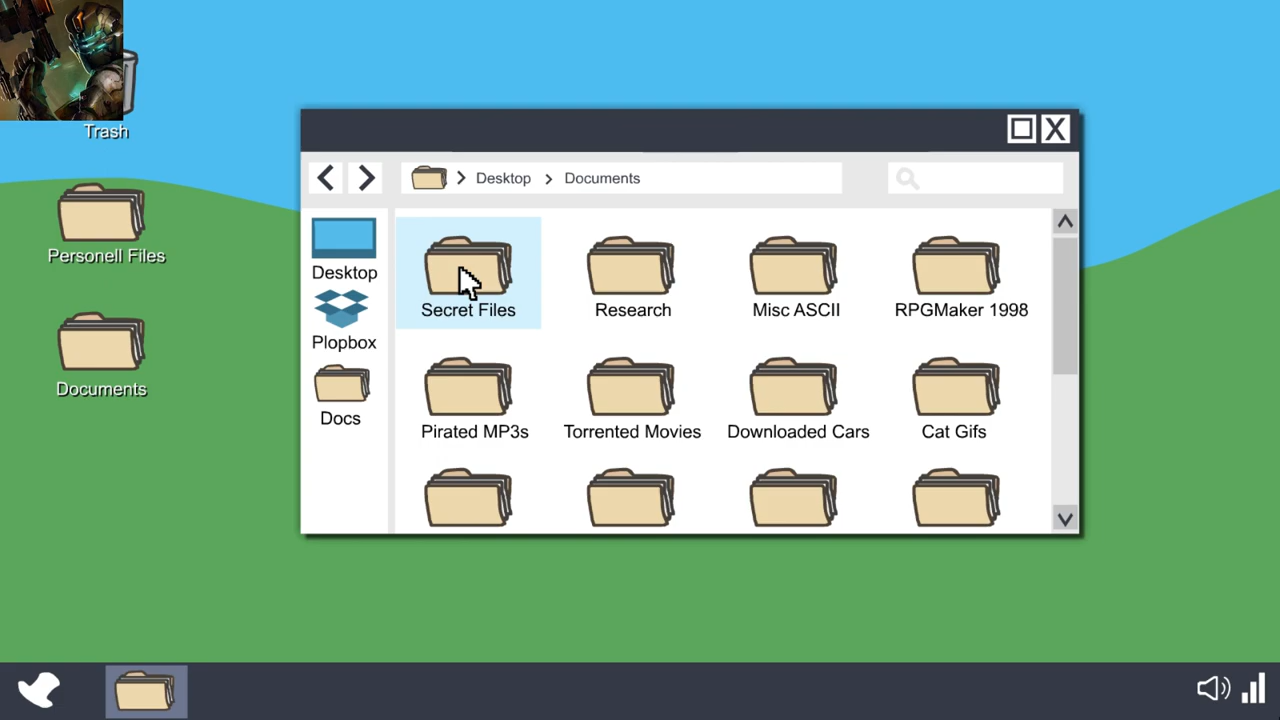 Trash
Personell Files
Documents
X
Desktop > Documents
Desktop
Plopbox
Docs
Secret Files
Research
Misc ASCII
RPGMaker 1998
Pirated MP3s
Torrented Movies
Downloaded Cars
Cat Gifs